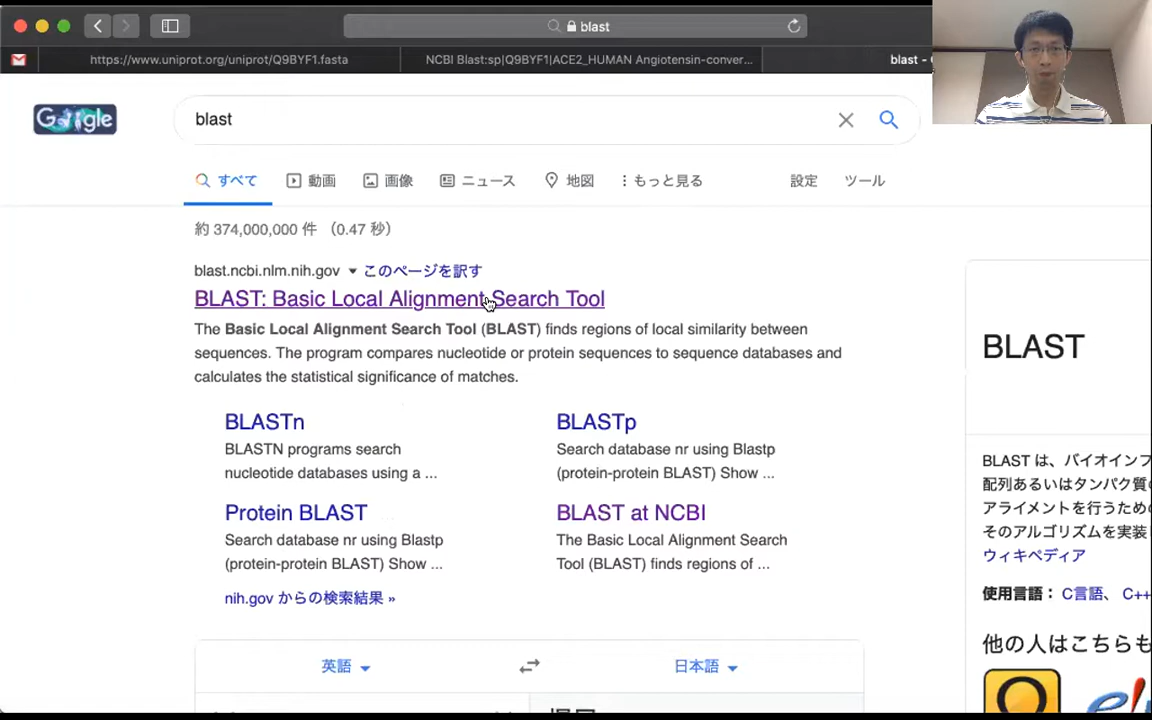 blast
https://www.uniprot.org/uniprot/Q9BYF1.fasta
NCBI Blast:sp|Q9BYF1|ACE2_HUMAN Angiotensin-conver...
blast -
Google
blast
すべて
動画
画像
ニュース
地図
もっと見る
設定
ツール
約 374,000,000 件 （0.47 秒）
blast.ncbi.nlm.nih.gov ▼ このページを訳す
BLAST: Basic Local Alignment Search Tool
The Basic Local Alignment Search Tool (BLAST) finds regions of local similarity between
sequences. The program compares nucleotide or protein sequences to sequence databases and
calculates the statistical significance of matches.
BLASTn
BLASTN programs search
nucleotide databases using a ...
BLASTp
Search database nr using Blastp
(protein-protein BLAST) Show ...
Protein BLAST
Search database nr using Blastp
(protein-protein BLAST) Show ...
BLAST at NCBI
The Basic Local Alignment Search
Tool (BLAST) finds regions of ...
nih.gov からの検索結果 »
英語
日本語
BLAST
BLAST は、バイオインフ
配列あるいはタンパク質
アライメントを行うため
そのアルゴリズムを実装
ウィキペディア
使用言語： C言語、 C++
他の人はこちらも